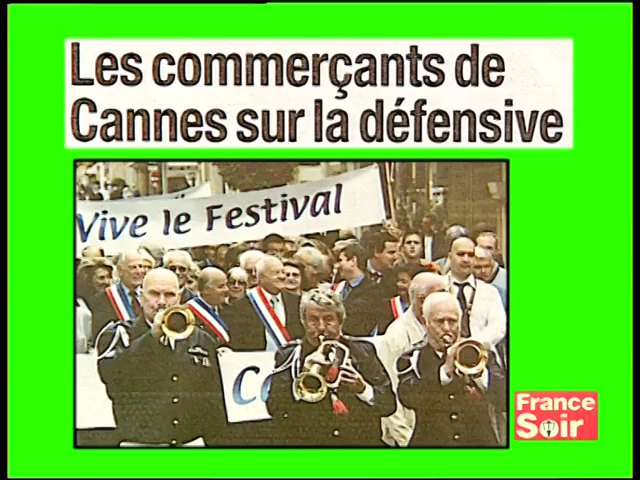 Les commerçants de
Cannes sur la défensive
Vive le Festival
France
Soir